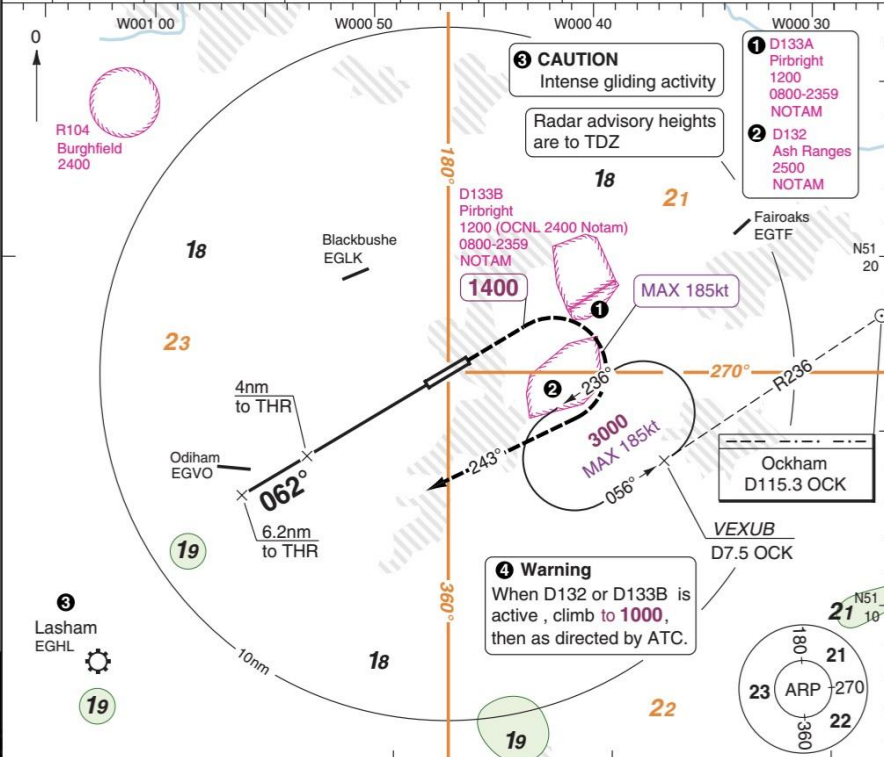 W001 00
W000 50
W000 40
W000 30
0
R104
Burghfield
2400
❸ CAUTION
Intense gliding activity
Radar advisory heights
are to TDZ
❶ D133A
Pirbright
1200
0800-2359
NOTAM
❷ D132
Ash Ranges
2500
NOTAM
180°
18
21
D133B
Pirbright
1200 (OCNL 2400 Notam)
0800-2359
NOTAM
1400
Fairoaks
EGTF
N51
20
18
Blackbushe
EGLK
MAX 185kt
❶
23
270°
R236
4nm
to THR
❷
236°
3000
MAX 185kt
Odiham
EGVO
062°
243°
056°
Ockham
D115.3 OCK
6.2nm
to THR
VEXUB
D7.5 OCK
19
360°
❹ Warning
When D132 or D133B is
active , climb to 1000,
then as directed by ATC.
❸
Lasham
EGHL
21
N51
10
10nm
18
19
22
19
180
21
23
ARP
270
22
360